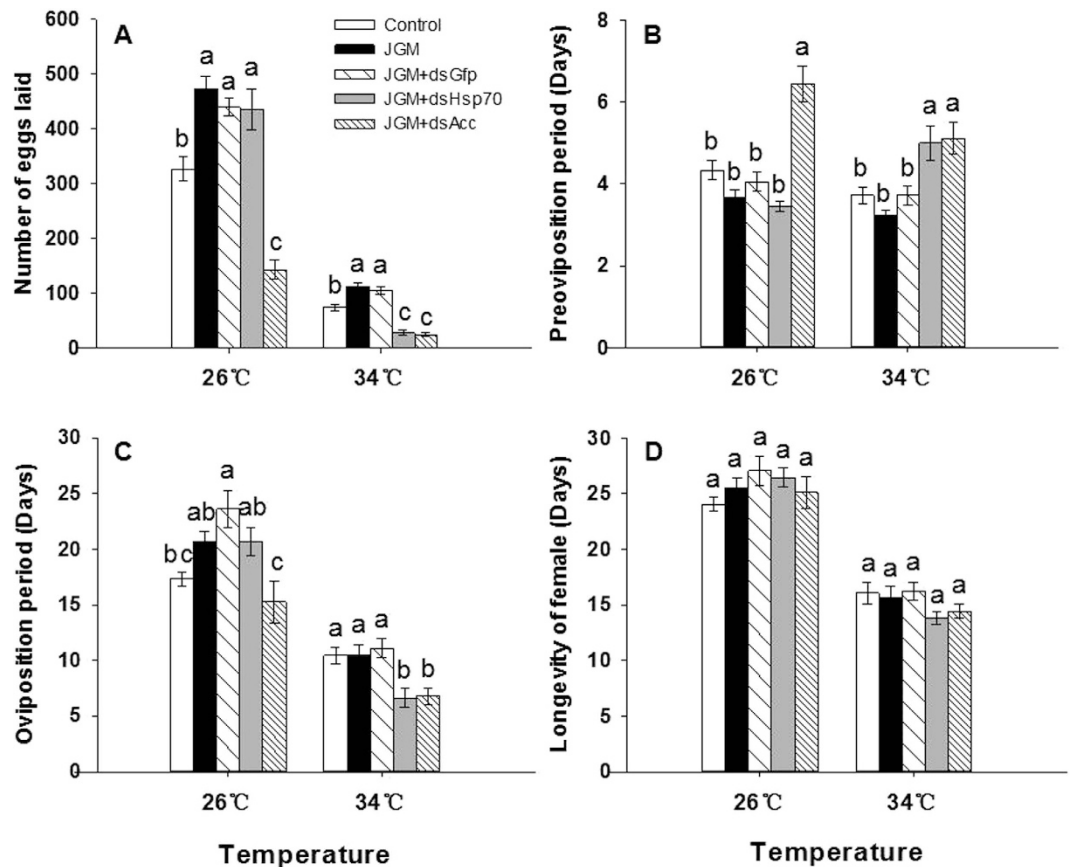 A
Number of eggs laid
600
500
400
300
200
100
0
Control
JGM
JGM+dsGfp
JGM+dsHsp70
JGM+dsAcc
b a a a c
b a a c c
26℃ 34℃
B
Preoviposition period (Days)
8
6
4
2
0
b b b b a
b b b a a
26℃ 34℃
C
Oviposition period (Days)
30
25
20
15
10
5
0
bc ab a ab c
a a a b b
26℃ 34℃
Temperature
D
Longevity of female (Days)
30
25
20
15
10
5
0
a a a a a
a a a a a
26℃ 34℃
Temperature